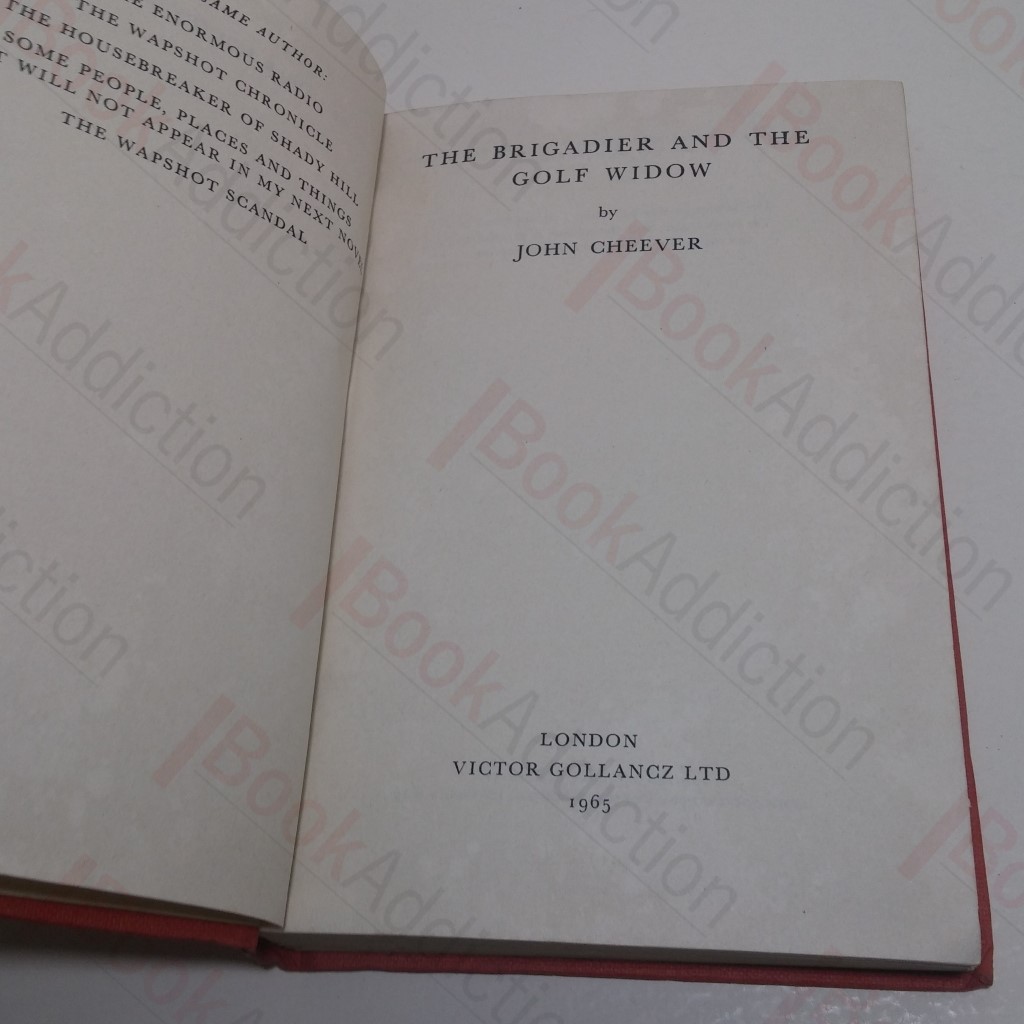 SAME AUTHOR:
ENORMOUS RADIO
THE WAPSHOT CHRONICLE
THE HOUSEBREAKER OF SHADY HILL
SOME PEOPLE, PLACES AND THINGS
WILL NOT APPEAR IN MY NEXT
THE WAPSHOT SCANDAL
THE BRIGADIER AND THE
GOLF WIDOW
by
JOHN CHEEVER
LONDON
VICTOR GOLLANCZ LTD
1965
BookAddiction